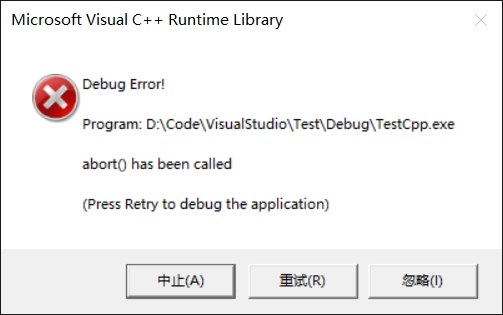 Microsoft Visual C++ Runtime Library
Debug Error!
Program: D:\Code\VisualStudio\Test\Debug\TestCpp.exe
abort() has been called
(Press Retry to debug the application)
中止(A) 重试(R) 忽略(I)